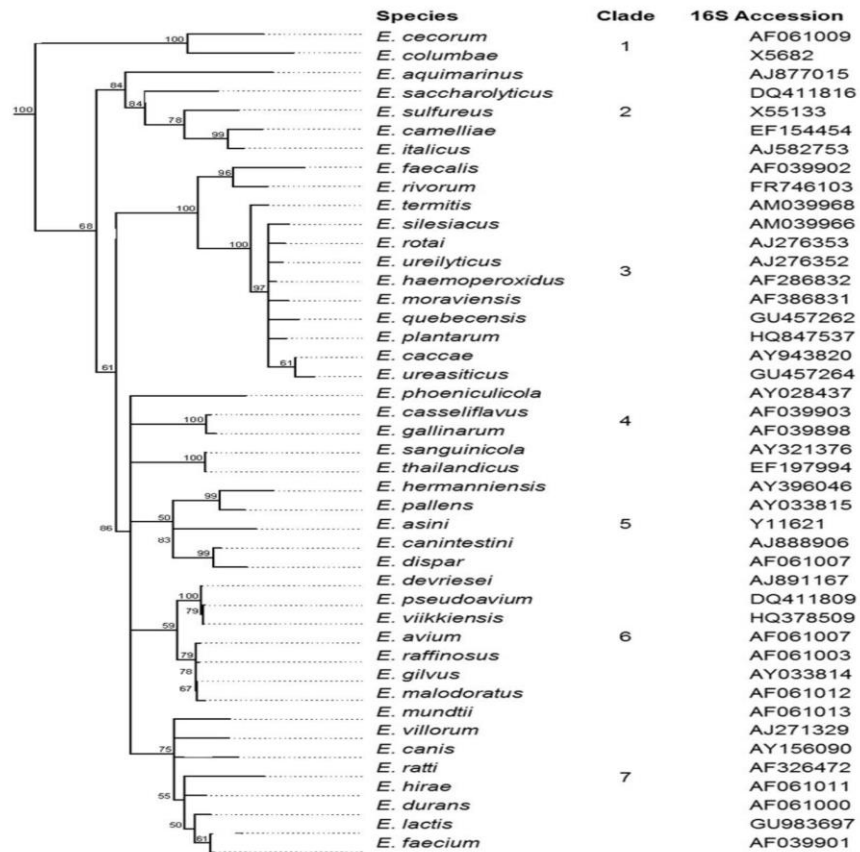 Species Clade 16S Accession
E. cecorum AF061009
1
E. columbae X5682
E. aquimarinus AJ877015
E. saccharolyticus DQ411816
E. sulfureus 2 X55133
E. camelliae EF154454
E. italicus AJ582753
E. faecalis AF039902
E. rivorum FR746103
E. termitis AM039968
E. silesiacus AM039966
E. rotai AJ276353
E. ureilyticus AJ276352
3
E. haemoperoxidus AF286832
E. moraviensis AF386831
E. quebecensis GU457262
E. plantarum HQ847537
E. caccae AY943820
E. ureasiticus GU457264
E. phoeniculicola AY028437
E. casseliflavus AF039903
4
E. gallinarum AF039898
E. sanguinicola AY321376
E. thailandicus EF197994
E. hermanniensis AY396046
E. pallens AY033815
E. asini 5 Y11621
E. canintestini AJ888906
E. dispar AF061007
E. devriesei AJ891167
E. pseudoavium DQ411809
E. viikkiensis HQ378509
E. avium 6 AF061007
E. raffinosus AF061003
E. gilvus AY033814
E. malodoratus AF061012
E. mundtii AF061013
E. villorum AJ271329
E. canis AY156090
E. ratti AF326472
7
E. hirae AF061011
E. durans AF061000
E. lactis GU983697
E. faecium AF039901
100
100
84
84
78
99
68
96
100
100
97
61
61
100
100
86
99
50
83
99
100
79
59
79
78
67
75
55
50
61